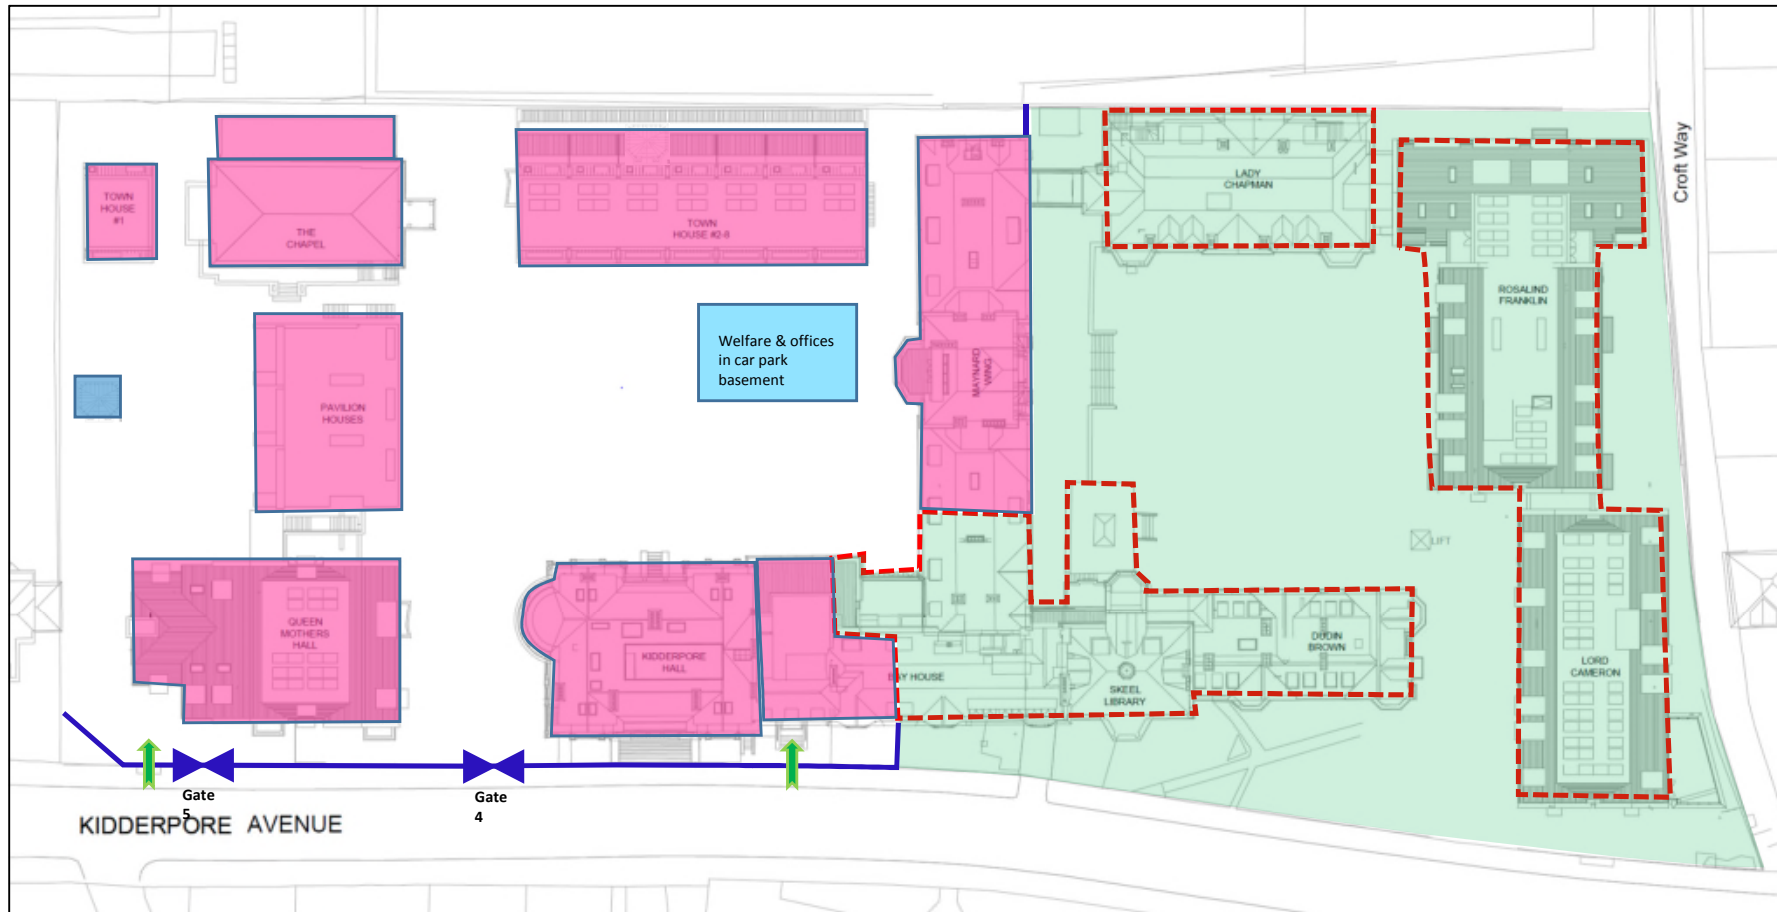 Croft Way
LADY
CHAPMAN
TOWN
HOUSE
#1
THE
CHAPEL
TOWN
HOUSE #2-8
ROSALIND
FRANKLIN
Welfare & offices
in car park
basement
MAYNARD
WING
PAVILION
HOUSES
LIFT
QUEEN
MOTHERS
HALL
KIDDERPORE
HALL
DUDIN
BROWN
BAY HOUSE
SKEEL
LIBRARY
LORD
CAMERON
Gate
5
Gate
4
KIDDERPORE AVENUE